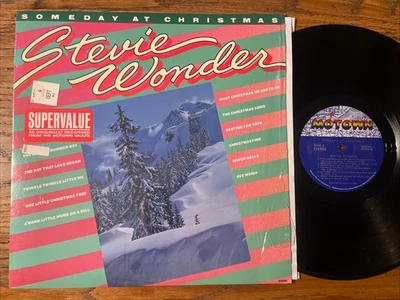 SOMEDAY AT CHRISTMAS
Stevie Wonder
SUPERVALUE
AS ORIGINALLY RECORDED
FROM THE MOTOWN VAULTS
THE DAY THAT LOVE BEGAN
TWINKLE TWINKLE LITTLE ME
ONE LITTLE CHRISTMAS TREE
A WARM LITTLE HOME ON A HILL
WHAT CHRISTMAS MEANS TO ME
THE CHRISTMAS SONG
BEDTIME FOR TOYS
CHRISTMASTIME
SILVER BELLS
AVE MARIA
MOTOWN